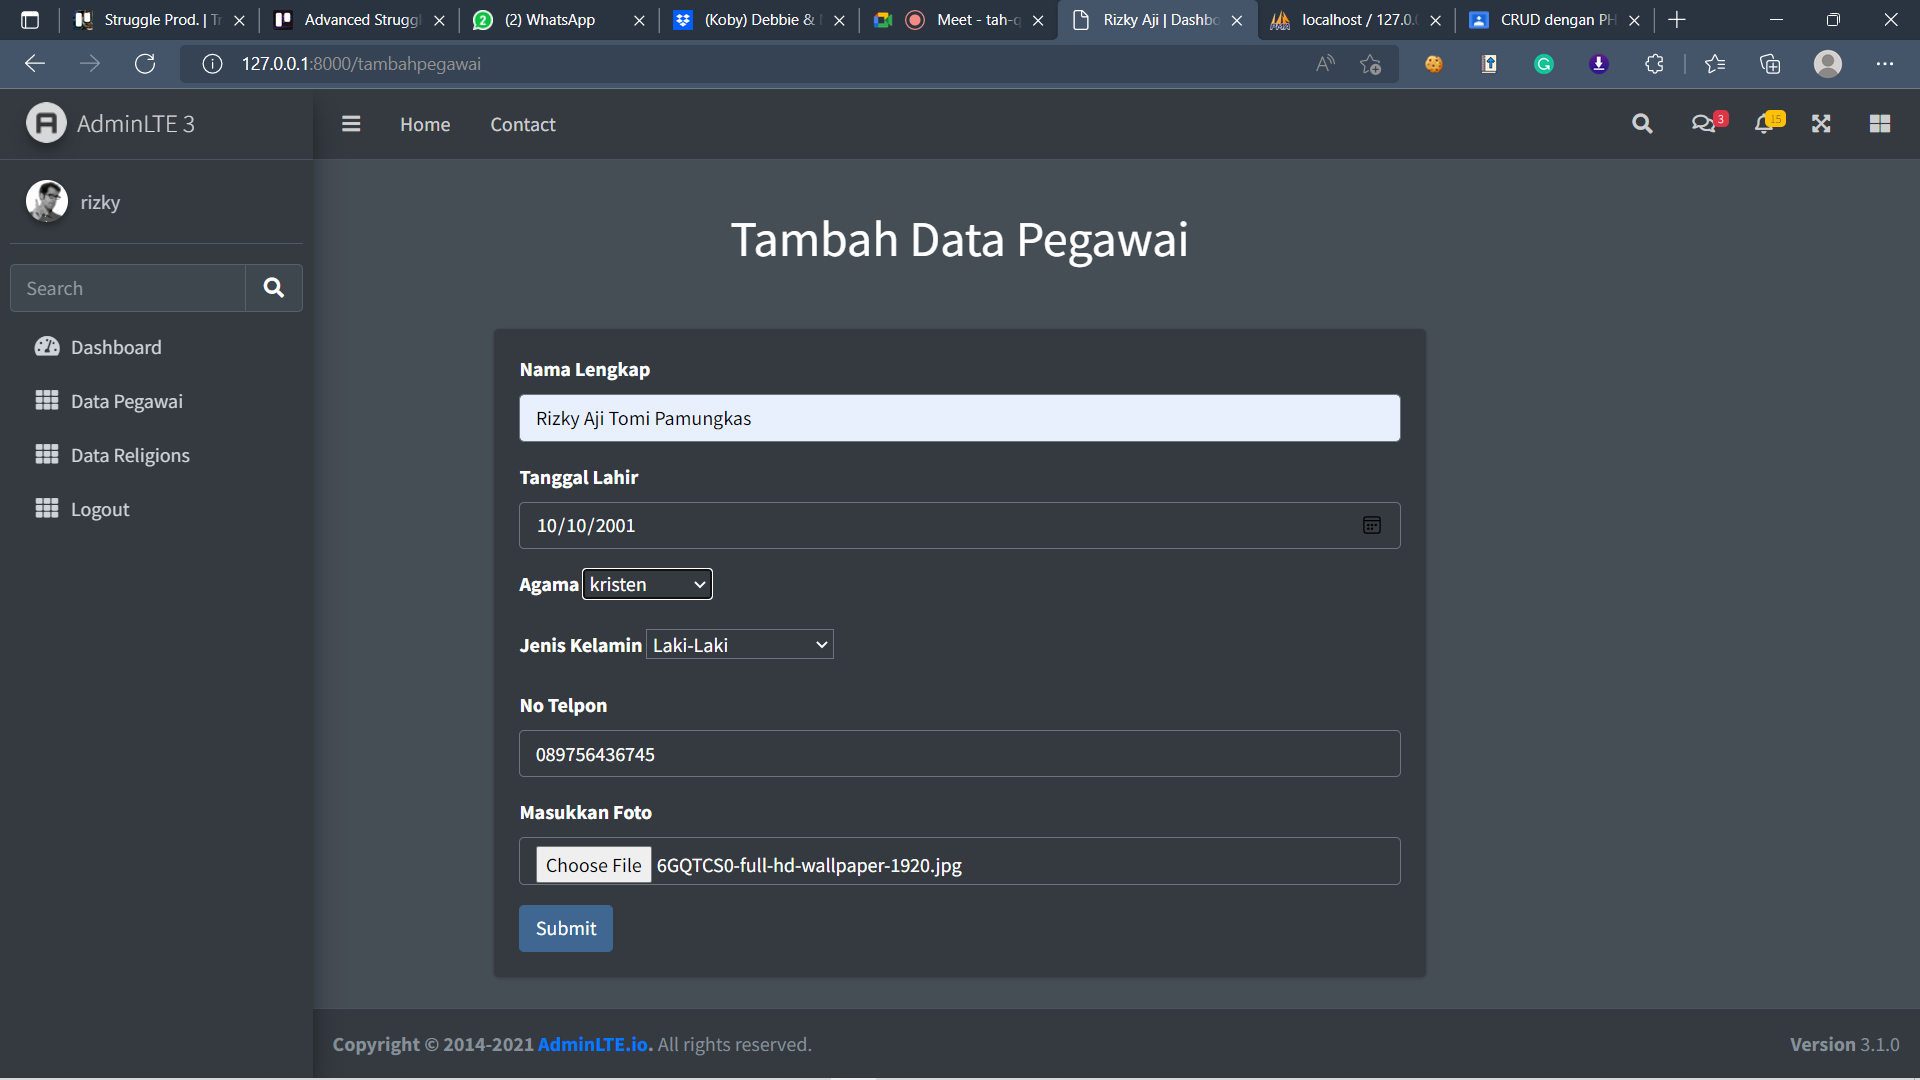 Struggle Prod. | Tr
Advanced Struggl
(2) WhatsApp
(Koby) Debbie &
Meet - tah-q
Rizky Aji | Dashbo
localhost / 127.0.
CRUD dengan PH
127.0.0.1:8000/tambahpegawai
AdminLTE 3
Home
Contact
3
15
rizky
Search
Dashboard
Data Pegawai
Data Religions
Logout
Tambah Data Pegawai
Nama Lengkap
Rizky Aji Tomi Pamungkas
Tanggal Lahir
10/10/2001
Agama kristen
Jenis Kelamin Laki-Laki
No Telpon
089756436745
Masukkan Foto
Choose File 6GQTCS0-full-hd-wallpaper-1920.jpg
Submit
Copyright © 2014-2021 AdminLTE.io. All rights reserved.
Version 3.1.0